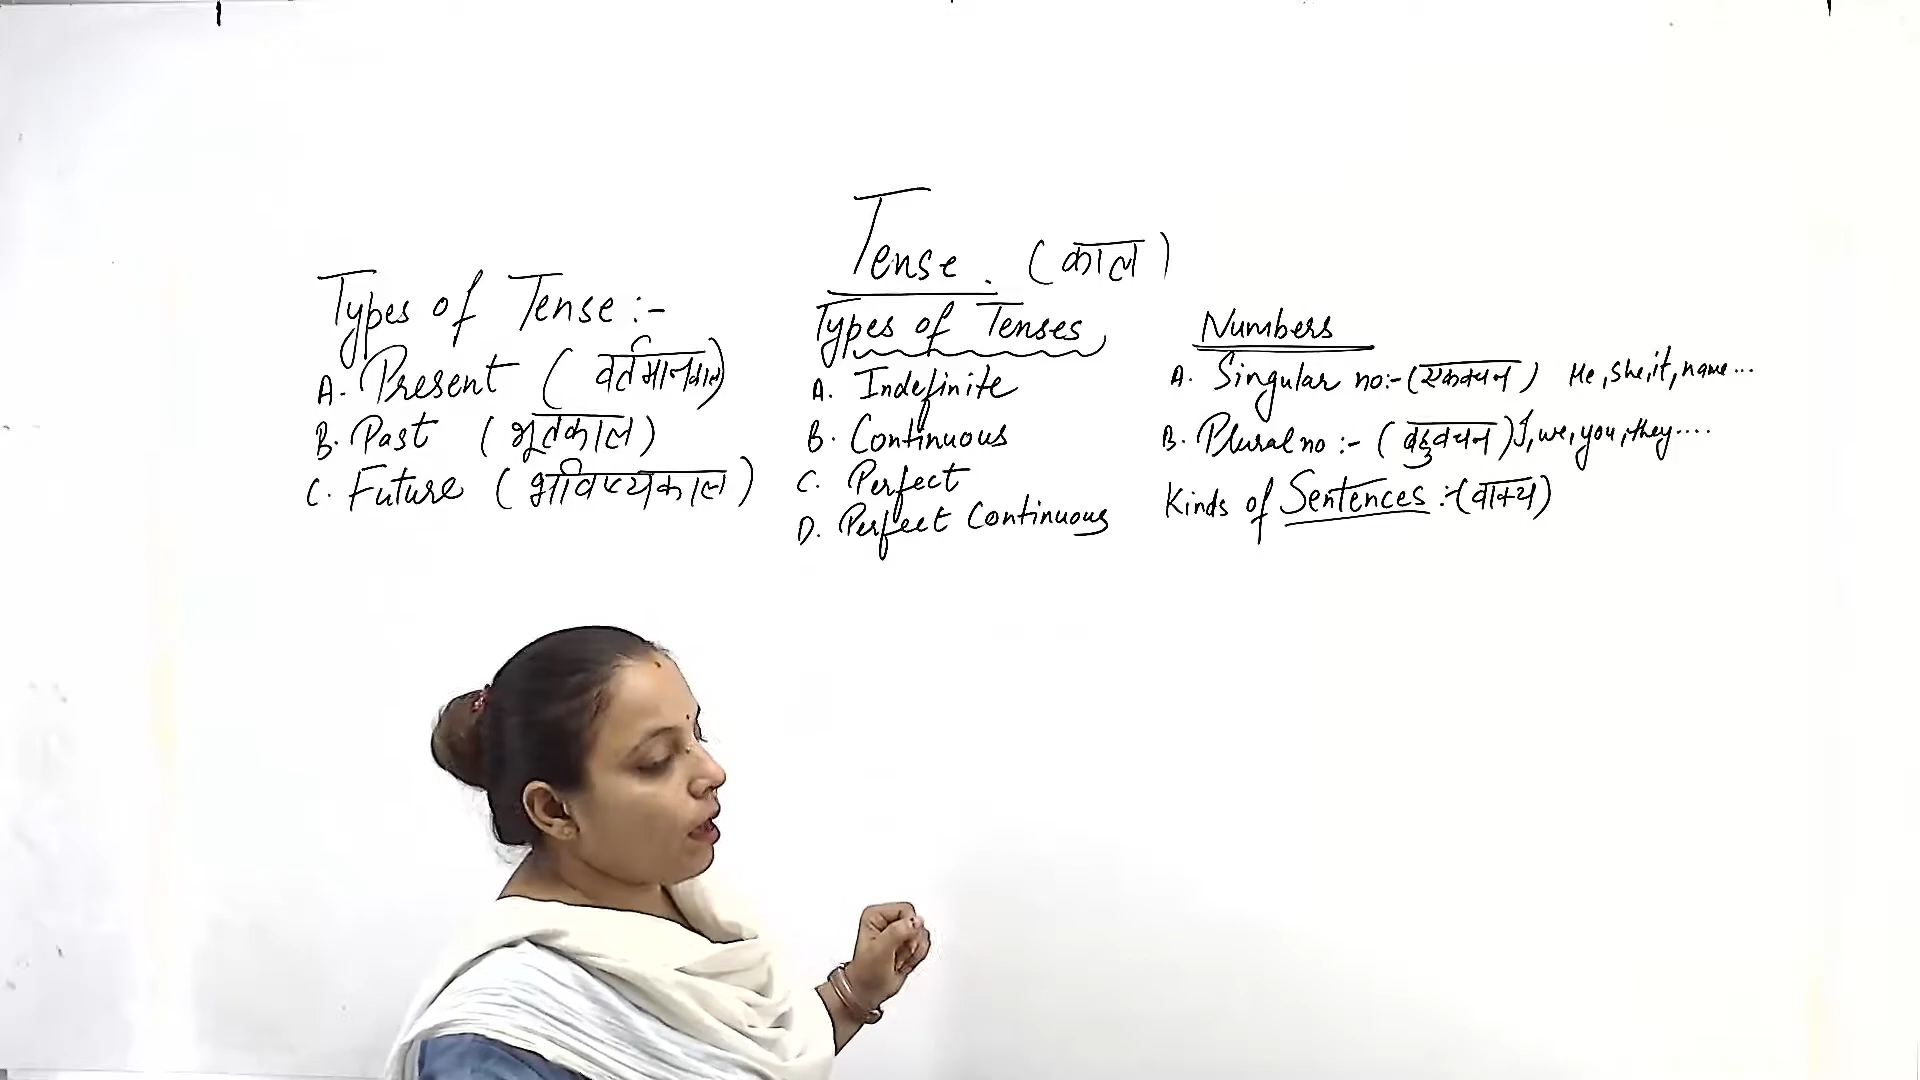 Tense. (काल)
Types of Tense :-
A. Present (वर्तमानकाल)
B. Past (भूतकाल)
C. Future (भविष्यकाल)
Types of Tenses
A. Indefinite
B. Continuous
C. Perfect
D. Perfect Continuous
Numbers
A. Singular no:- (एकवचन) He, she, it, name...
B. Plural no :- (बहुवचन) I, we, you, they....
Kinds of Sentences :- (वाक्य)